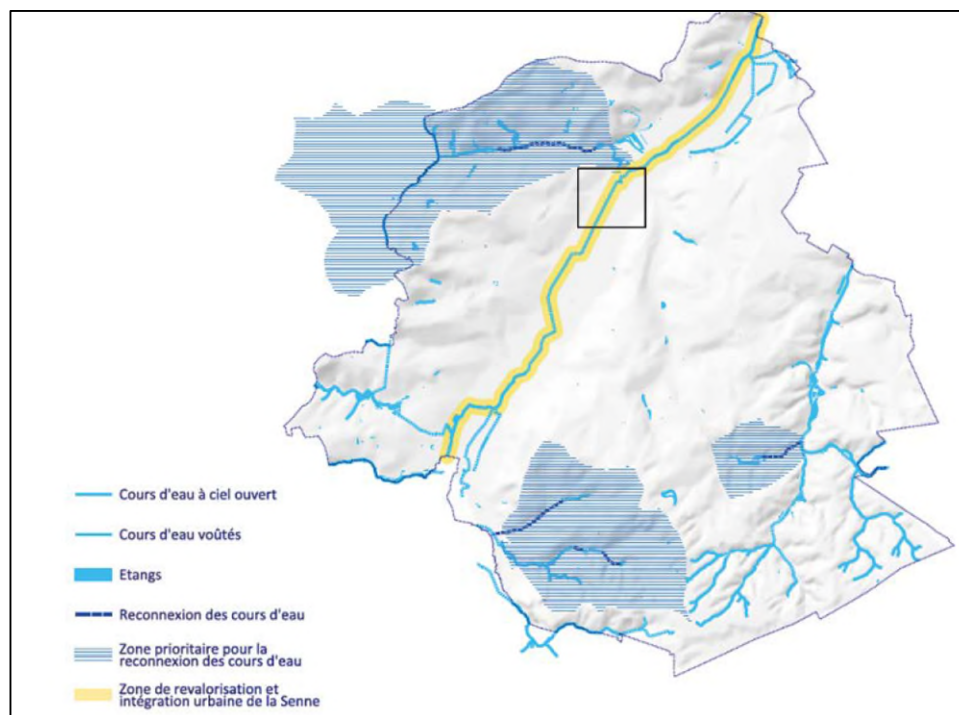 Cours d'eau à ciel ouvert
Cours d'eau voûtés
Etangs
Reconnexion des cours d'eau
Zone prioritaire pour la
reconnexion des cours d'eau
Zone de revalorisation et
intégration urbaine de la Senne